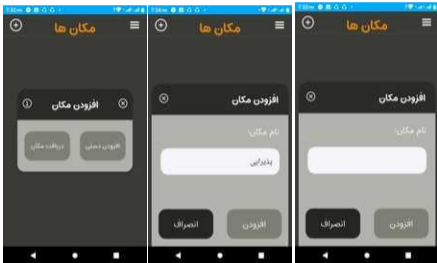 مکان ها
افزودن مکان
افزودن دستی
دریافت مکان
مکان ها
افزودن مکان
نام مکان:
پذیرایی
افزودن
انصراف
مکان ها
افزودن مکان
نام مکان:
افزودن
انصراف